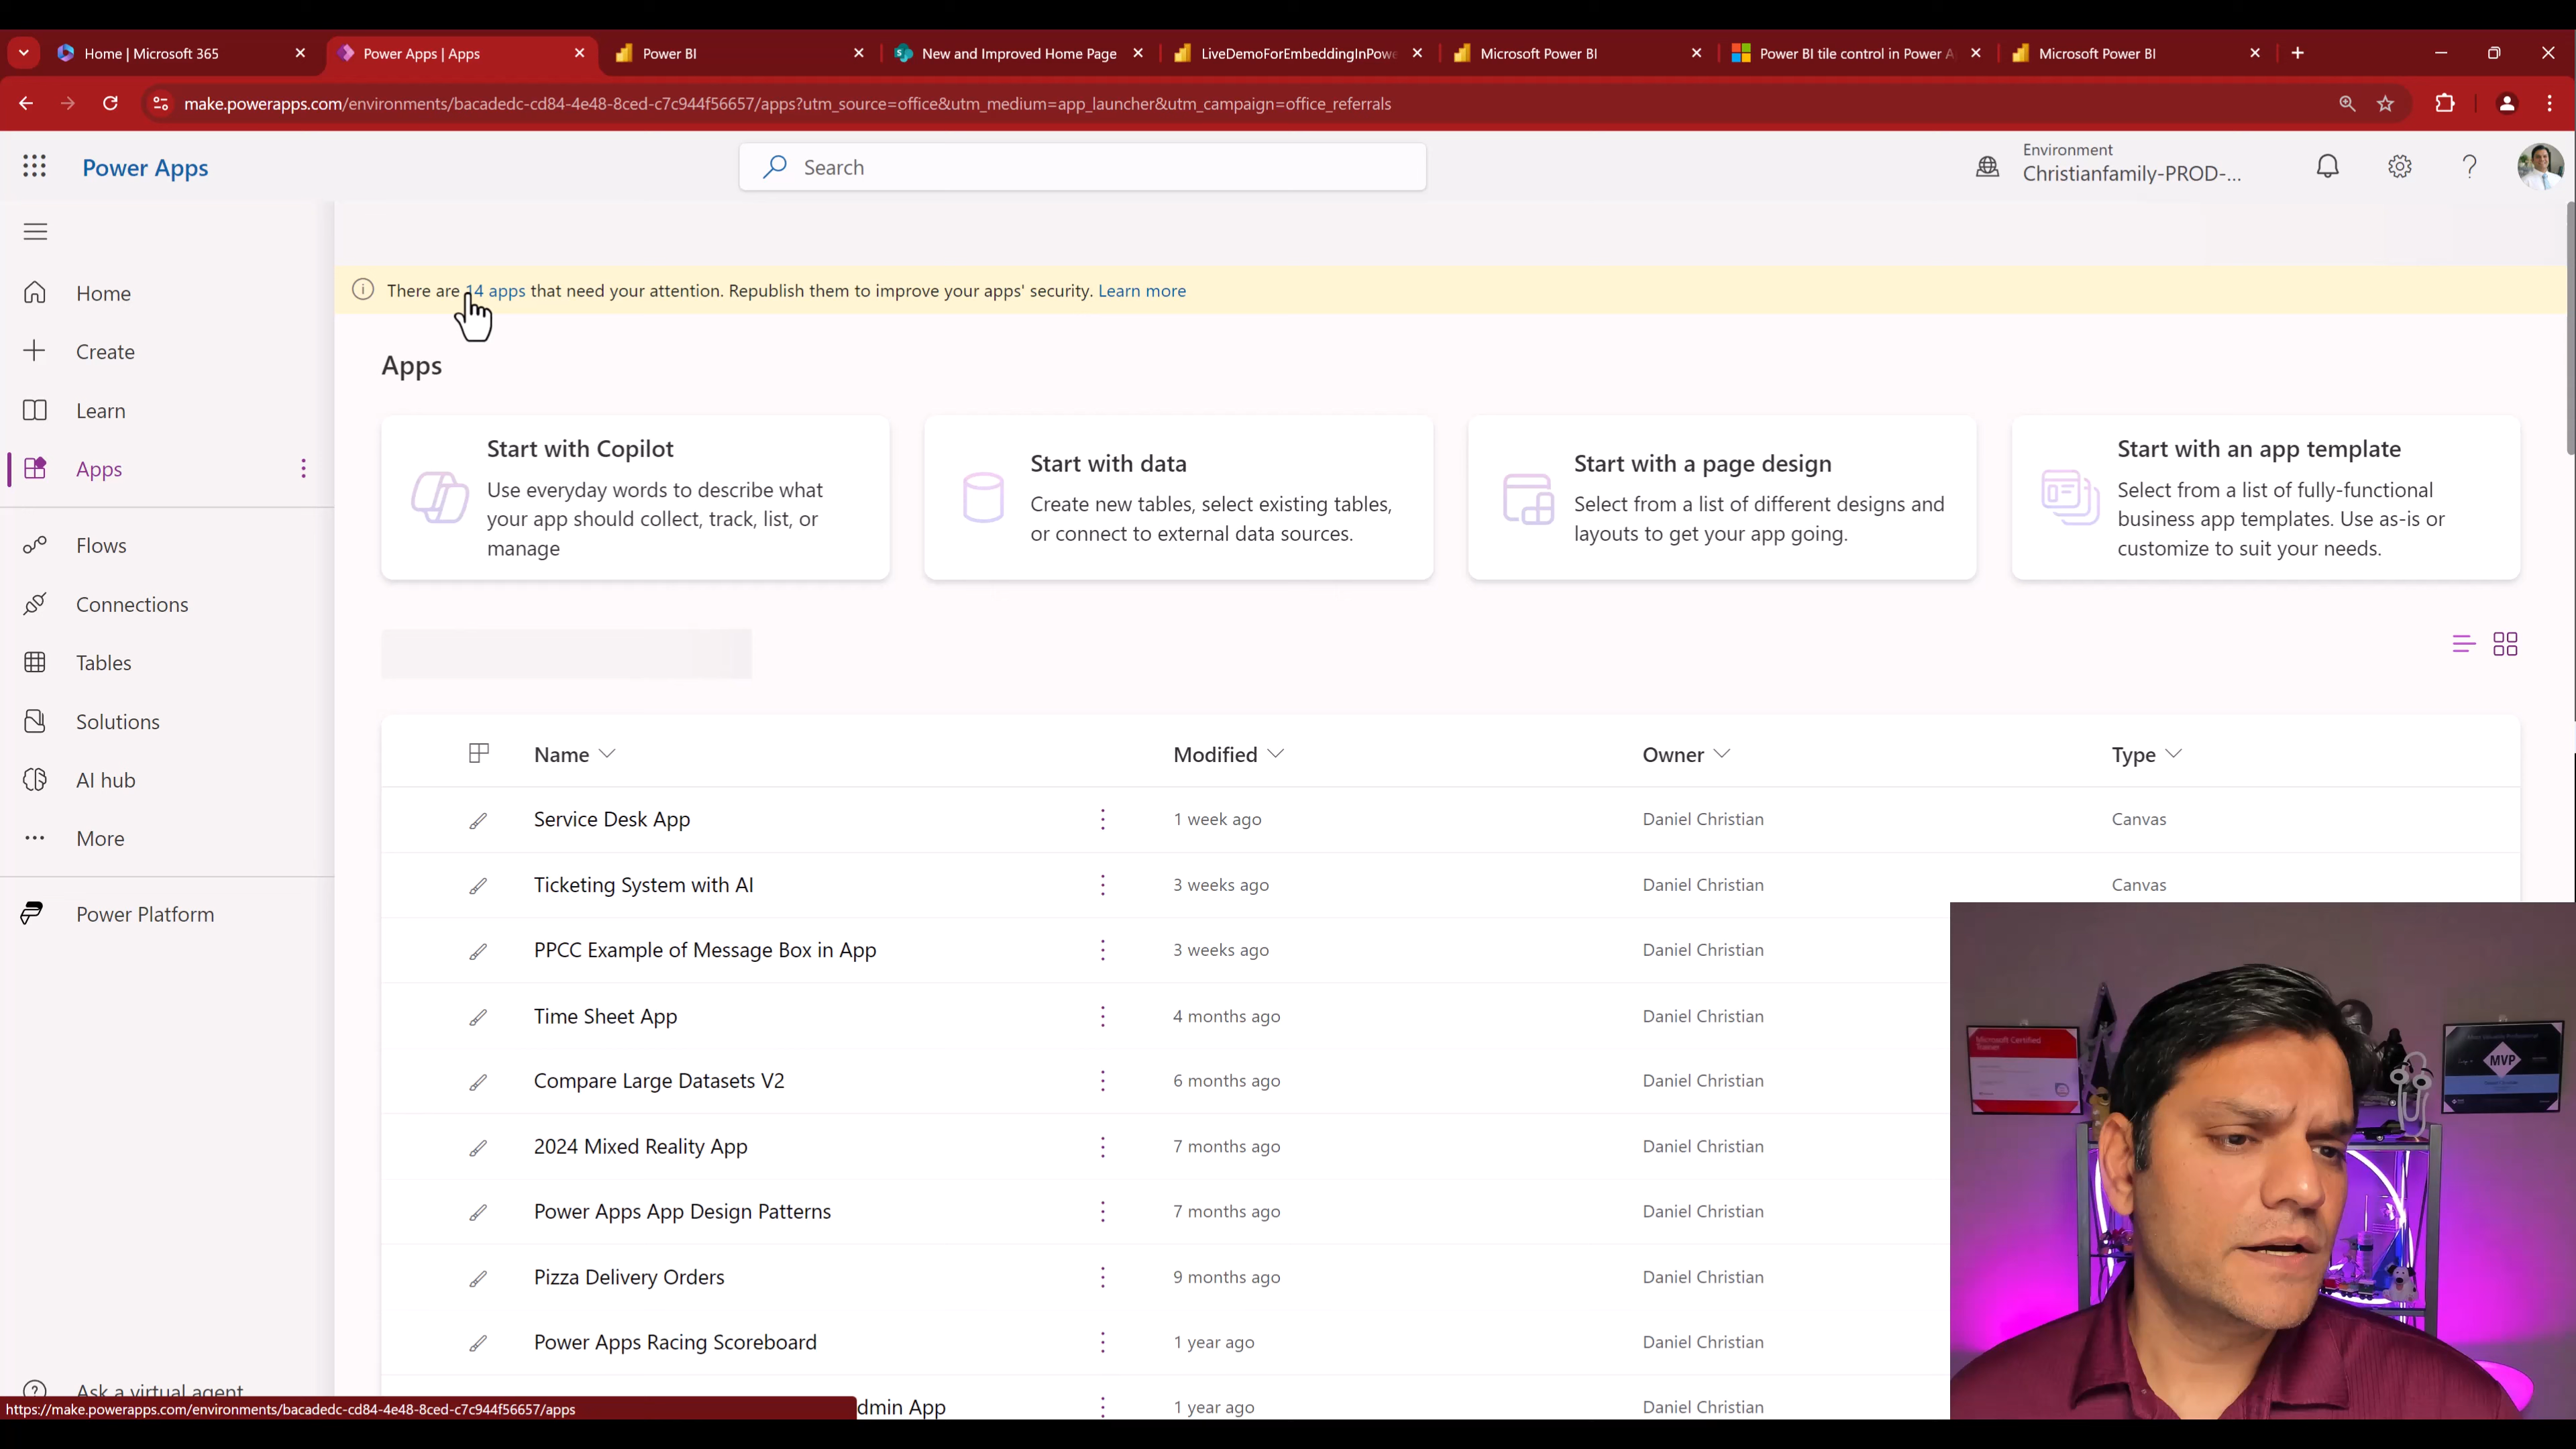 Home | Microsoft 365
Power Apps | Apps
Power BI
New and Improved Home Page
LiveDemoForEmbeddingInPowe
Microsoft Power BI
Power BI tile control in Power A
Microsoft Power BI
make.powerapps.com/environments/bacadedc-cd84-4e48-8ced-c7c944f56657/apps?utm_source=office&utm_medium=app_launcher&utm_campaign=office_referrals
Power Apps
Search
Environment
Christianfamily-PROD-...
There are 14 apps that need your attention. Republish them to improve your apps' security. Learn more
Home
Create
Learn
Apps
Flows
Connections
Tables
Solutions
AI hub
More
Power Platform
Ask a virtual agent
Apps
Start with Copilot
Use everyday words to describe what
your app should collect, track, list, or
manage
Start with data
Create new tables, select existing tables,
or connect to external data sources.
Start with a page design
Select from a list of different designs and
layouts to get your app going.
Start with an app template
Select from a list of fully-functional
business app templates. Use as-is or
customize to suit your needs.
Name Modified Owner Type
Service Desk App 1 week ago Daniel Christian Canvas
Ticketing System with AI 3 weeks ago Daniel Christian Canvas
PPCC Example of Message Box in App 3 weeks ago Daniel Christian
Time Sheet App 4 months ago Daniel Christian
Compare Large Datasets V2 6 months ago Daniel Christian
2024 Mixed Reality App 7 months ago Daniel Christian
Power Apps App Design Patterns 7 months ago Daniel Christian
Pizza Delivery Orders 9 months ago Daniel Christian
Power Apps Racing Scoreboard 1 year ago Daniel Christian
dmin App 1 year ago Daniel Christian
https://make.powerapps.com/environments/bacadedc-cd84-4e48-8ced-c7c944f56657/apps
Microsoft Certified
Trainer
MVP